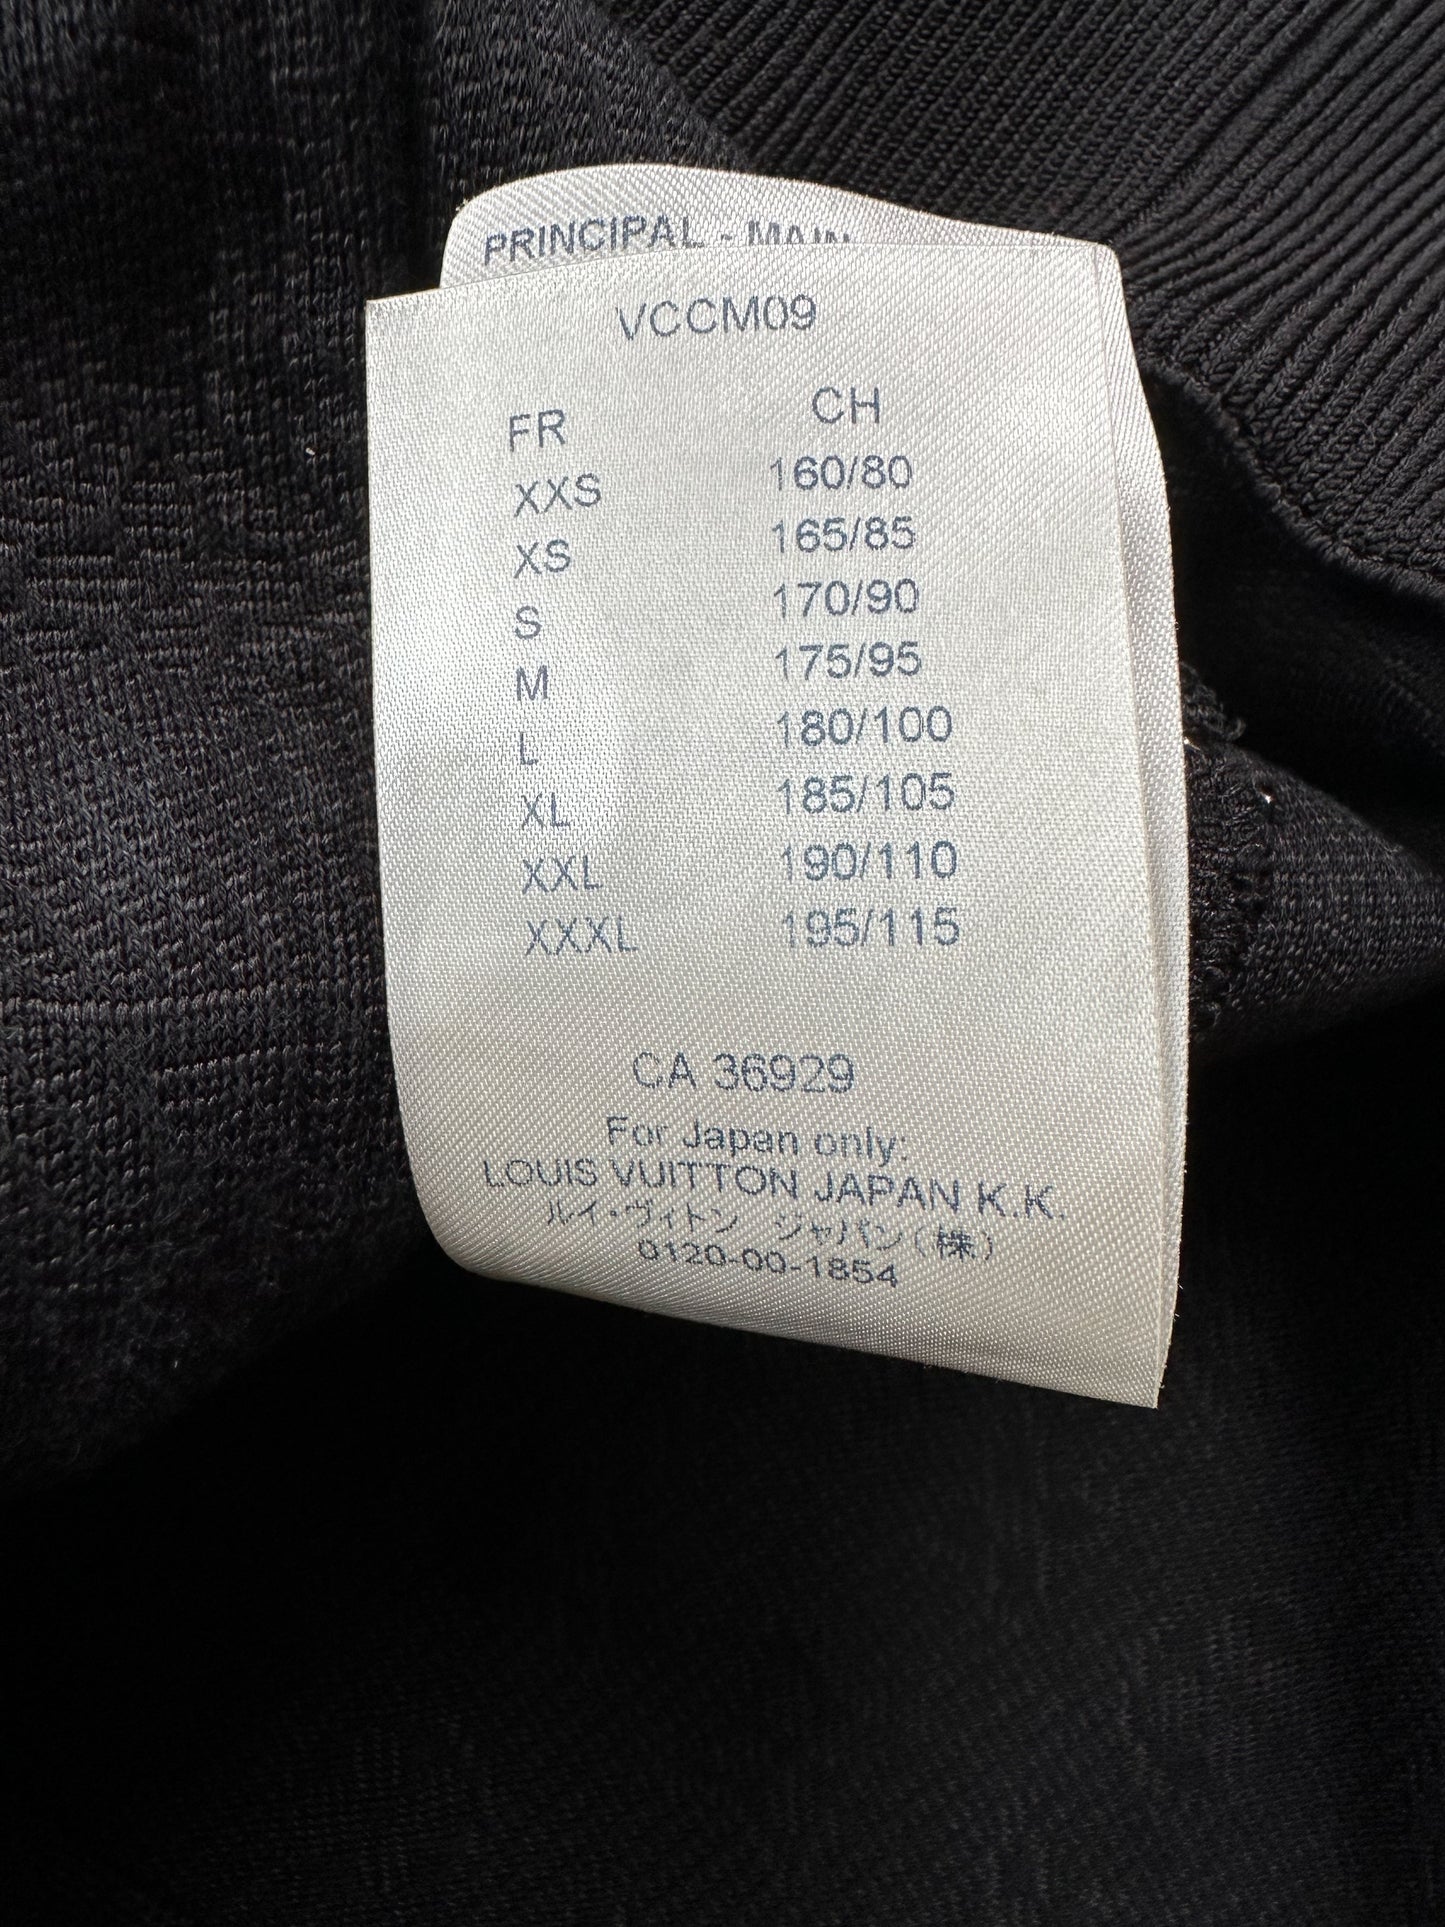 PRINCIPAL - MAIN
VCCM09
FR CH
XXS 160/80
XS 165/85
S 170/90
M 175/95
L 180/100
XL 185/105
XXL 190/110
XXXL 195/115
CA 36929
For Japan only:
LOUIS VUITTON JAPAN K.K.
ルイ・ヴィトン ジャパン(株)
0120-00-1854